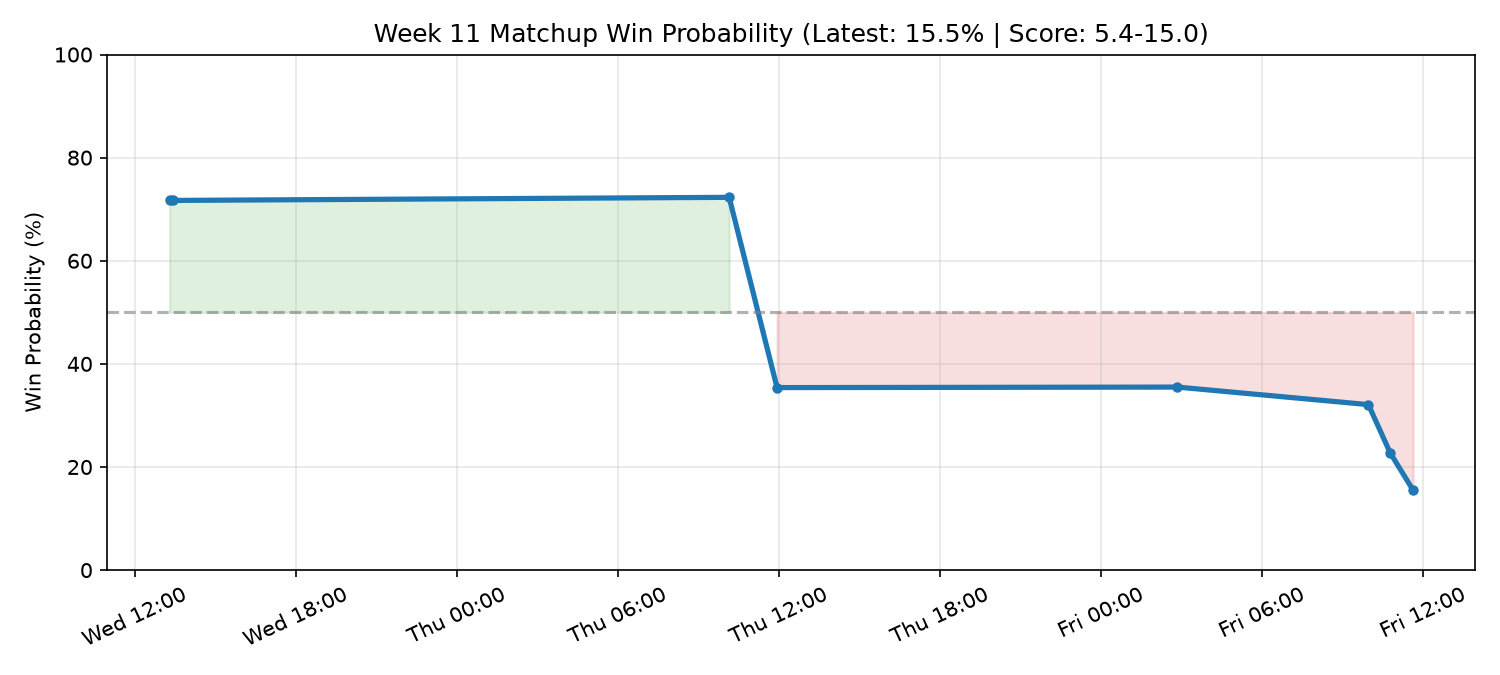 Week 11 Matchup Win Probability (Latest: 15.5% | Score: 5.4-15.0)
Win Probability (%)
100
80
60
40
20
0
Wed 12:00
Wed 18:00
Thu 00:00
Thu 06:00
Thu 12:00
Thu 18:00
Fri 00:00
Fri 06:00
Fri 12:00